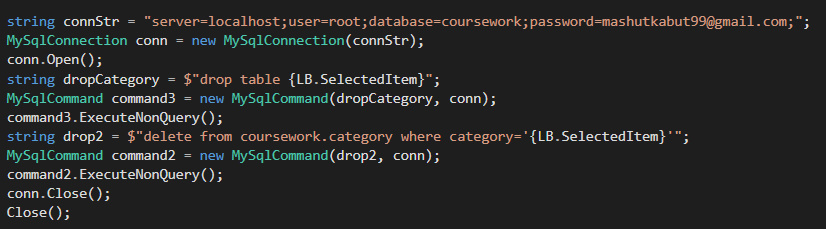 string connStr = "server=localhost;user=root;database=coursework;password=mashutkabut99@gmail.com;";
MySqlConnection conn = new MySqlConnection(connStr);
conn.Open();
string dropCategory = $"drop table {LB.SelectedItem}";
MySqlCommand command3 = new MySqlCommand(dropCategory, conn);
command3.ExecuteNonQuery();
string drop2 = $"delete from coursework.category where category='{LB.SelectedItem}'";
MySqlCommand command2 = new MySqlCommand(drop2, conn);
command2.ExecuteNonQuery();
conn.Close();
Close();